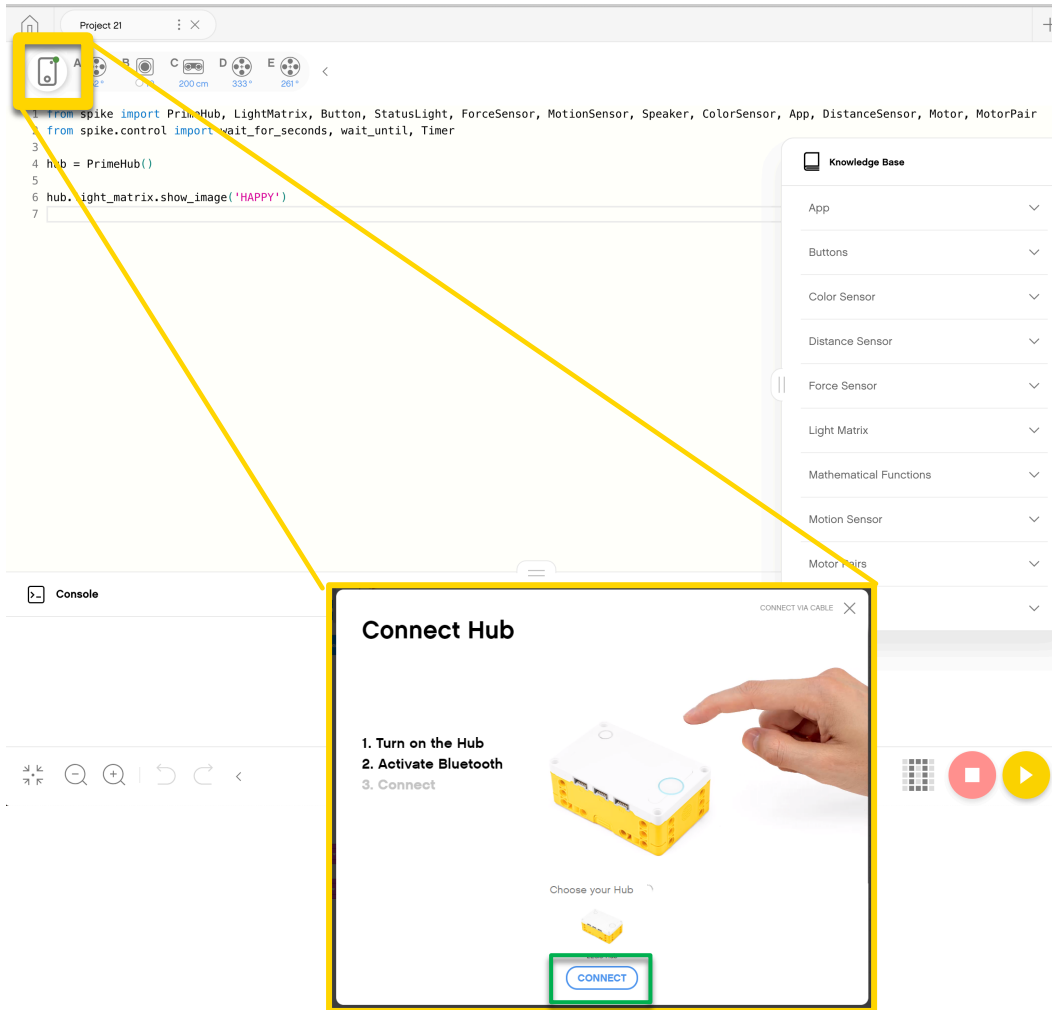 Project 21
A B C D E
200 cm 333° 261°
1 from spike import PrimeHub, LightMatrix, Button, StatusLight, ForceSensor, MotionSensor, Speaker, ColorSensor, App, DistanceSensor, Motor, MotorPair
2 from spike.control import wait_for_seconds, wait_until, Timer
3
4 hub = PrimeHub()
5
6 hub.light_matrix.show_image('HAPPY')
7
Knowledge Base
App
Buttons
Color Sensor
Distance Sensor
Force Sensor
Light Matrix
Mathematical Functions
Motion Sensor
Motor Pairs
Console
CONNECT VIA CABLE
Connect Hub
1. Turn on the Hub
2. Activate Bluetooth
3. Connect
Choose your Hub
CONNECT